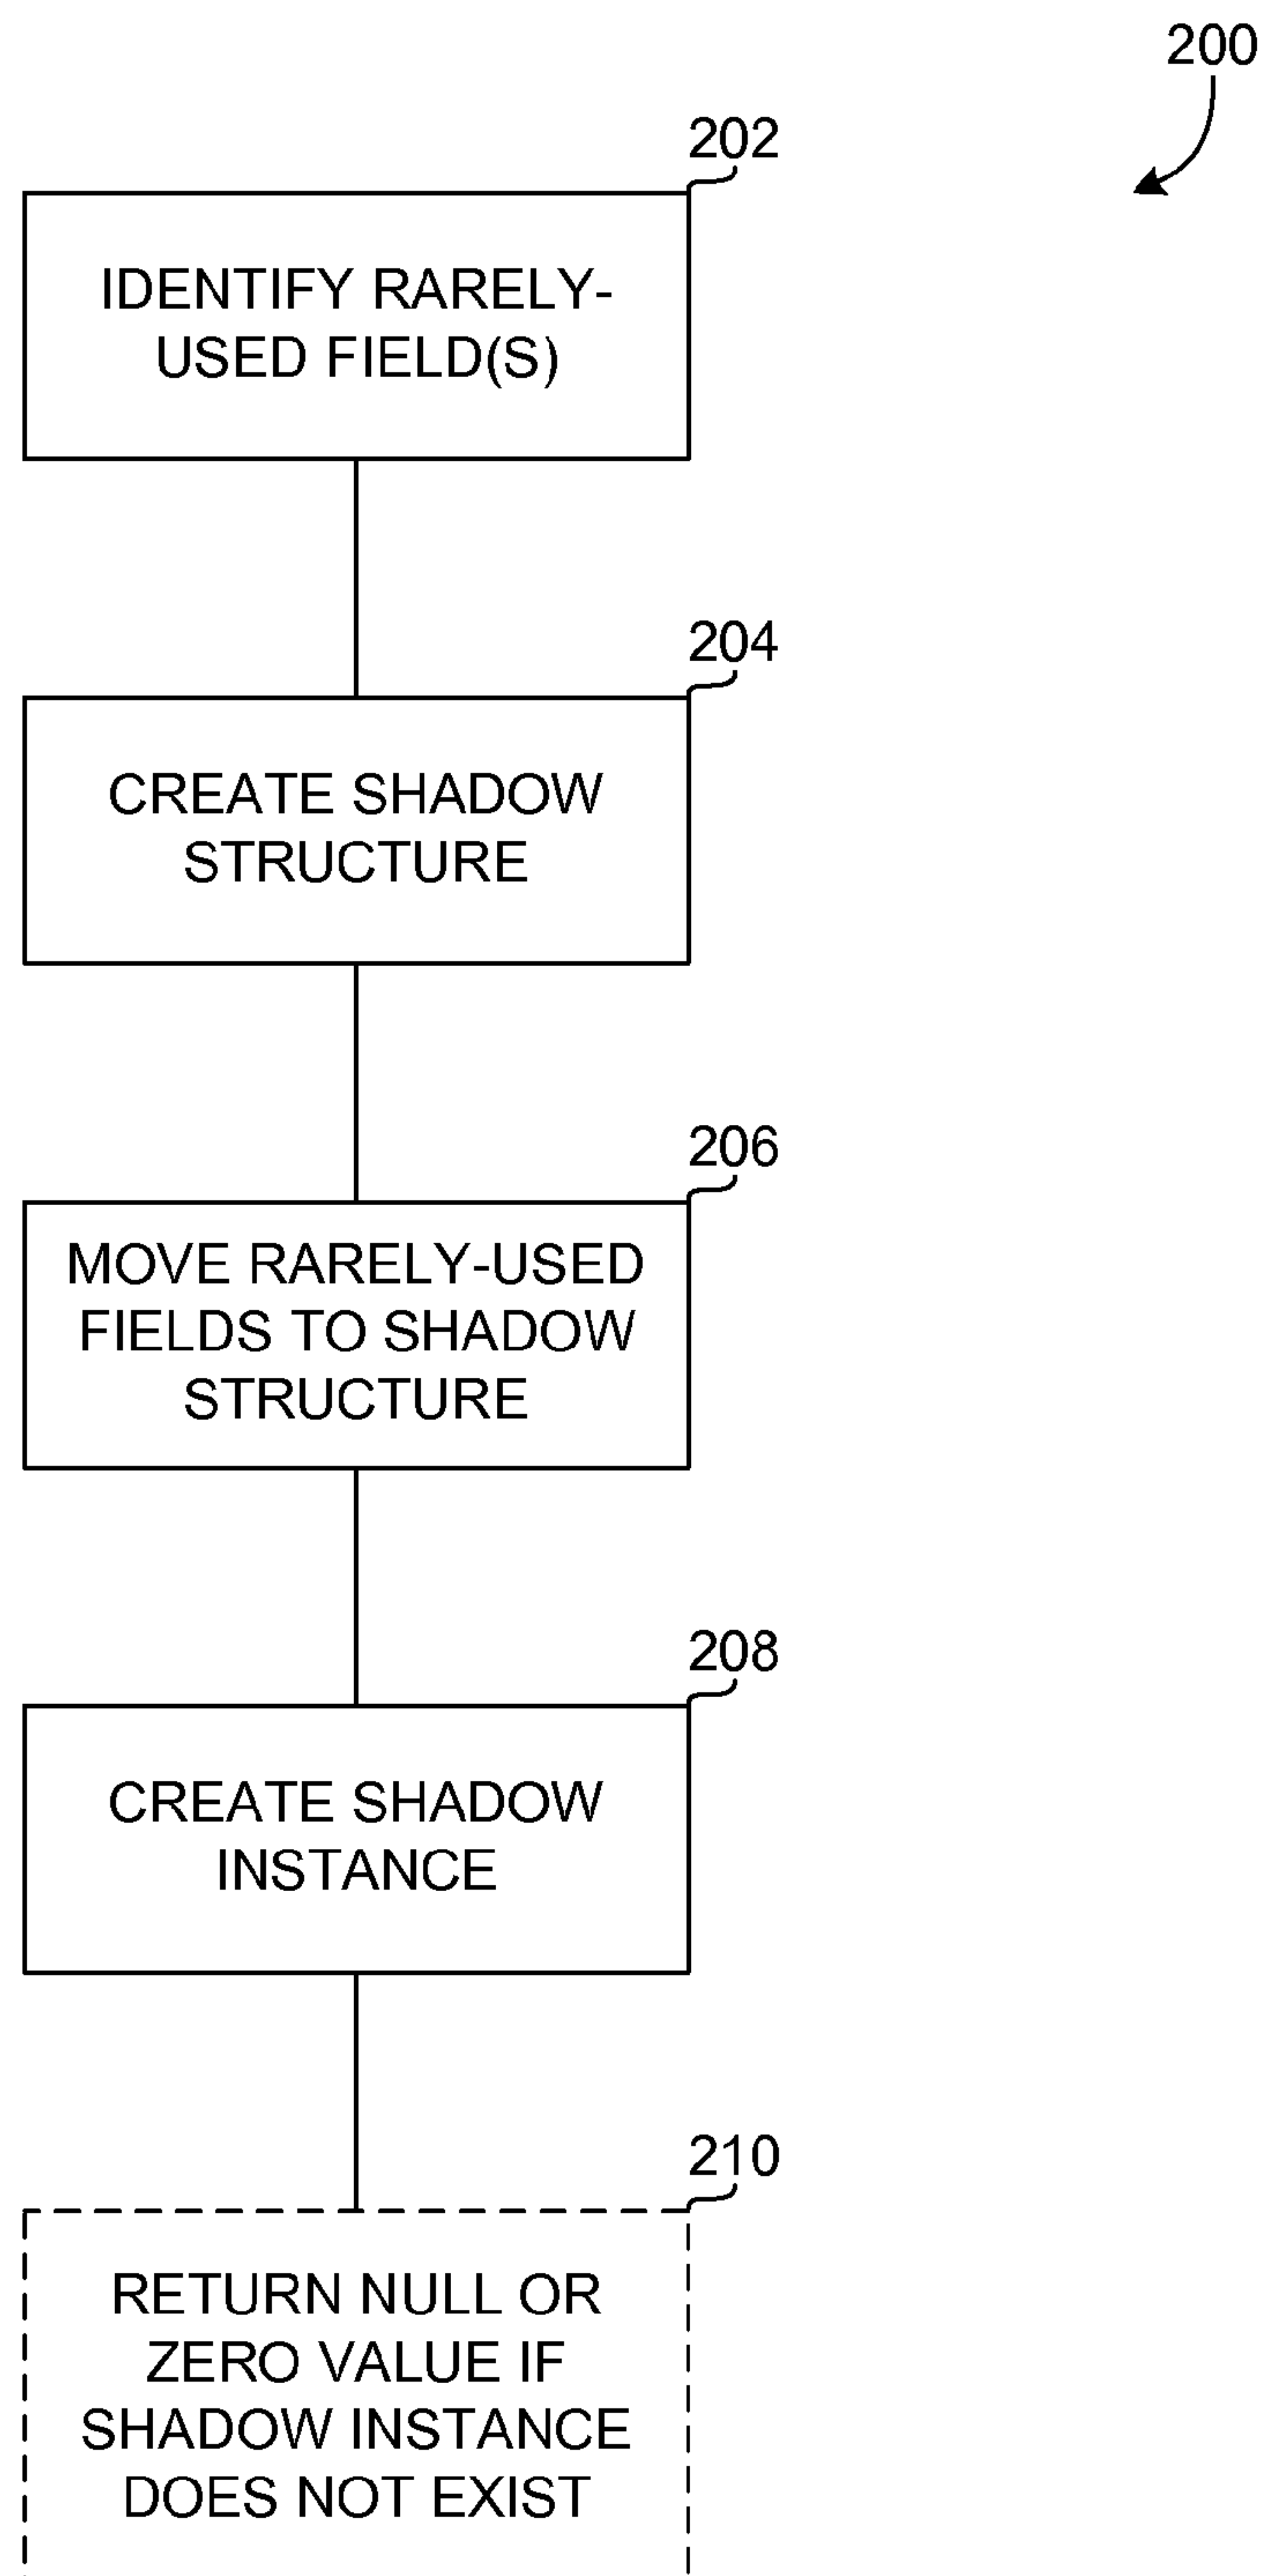 200
202
IDENTIFY RARELY-
USED FIELD(S)
204
CREATE SHADOW
STRUCTURE
206
MOVE RARELY-USED
FIELDS TO SHADOW
STRUCTURE
208
CREATE SHADOW
INSTANCE
210
RETURN NULL OR
ZERO VALUE IF
SHADOW INSTANCE
DOES NOT EXIST